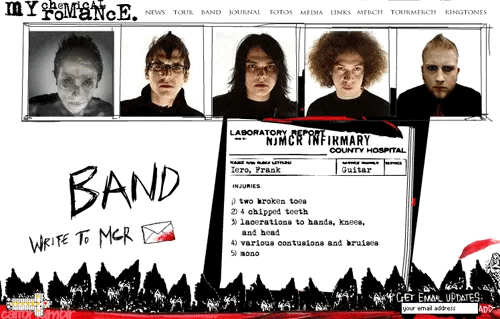 my chemical romance.
NEWS TOUR BAND JOURNAL FOTOS MEDIA LINKS MERCH TOURMERCH RINGTONES
LABORATORY REPORT
NJMCR INFIRMARY
COUNTY HOSPITAL
Iero, Frank Guitar
INJURIES.
1) two broken toes
2) 4 chipped teeth
3) lacerations to hands, knees,
and head
4) various contusions and bruises
5) mono
BAND
WRITE TO MCR
GET EMAIL UPDATES:
your email address ADD